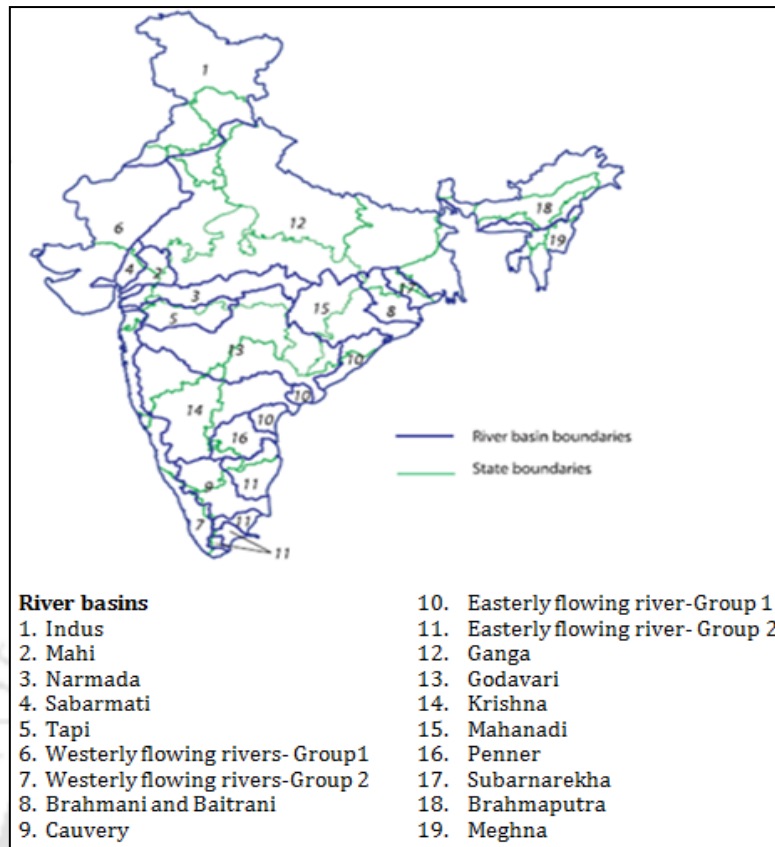 1
6
12
18
19
4
2
3
5
15
17
8
13
10
10
14
10
16
River basin boundaries
State boundaries
9
11
7
11
11
River basins
1. Indus
2. Mahi
3. Narmada
4. Sabarmati
5. Tapi
6. Westerly flowing rivers- Group1
7. Westerly flowing rivers-Group 2
8. Brahmani and Baitrani
9. Cauvery
10. Easterly flowing river-Group 1
11. Easterly flowing river- Group 2
12. Ganga
13. Godavari
14. Krishna
15. Mahanadi
16. Penner
17. Subarnarekha
18. Brahmaputra
19. Meghna